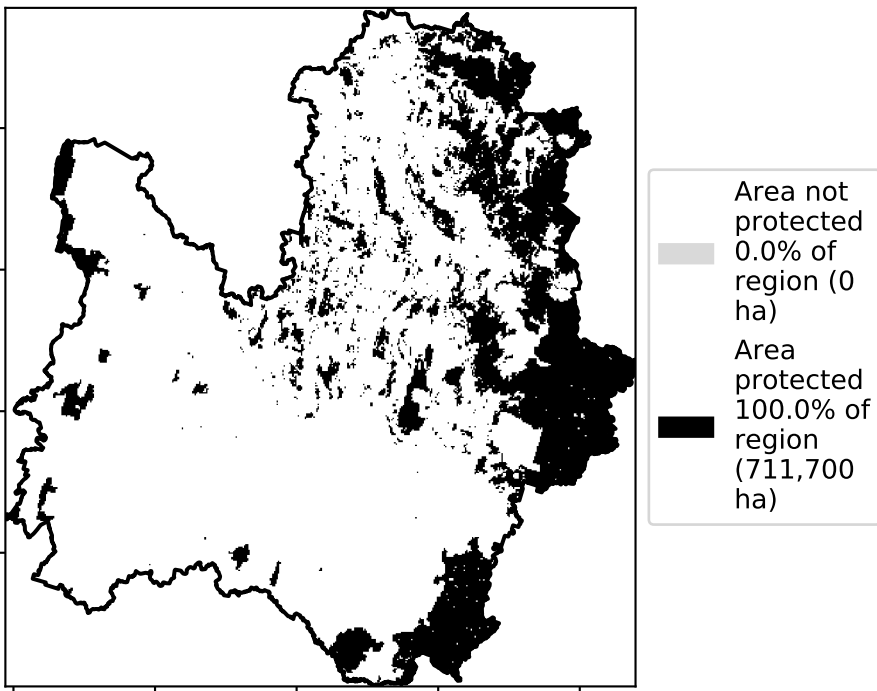 Area not
protected
0.0% of
region (0
ha)
Area
protected
100.0% of
region
(711,700
ha)